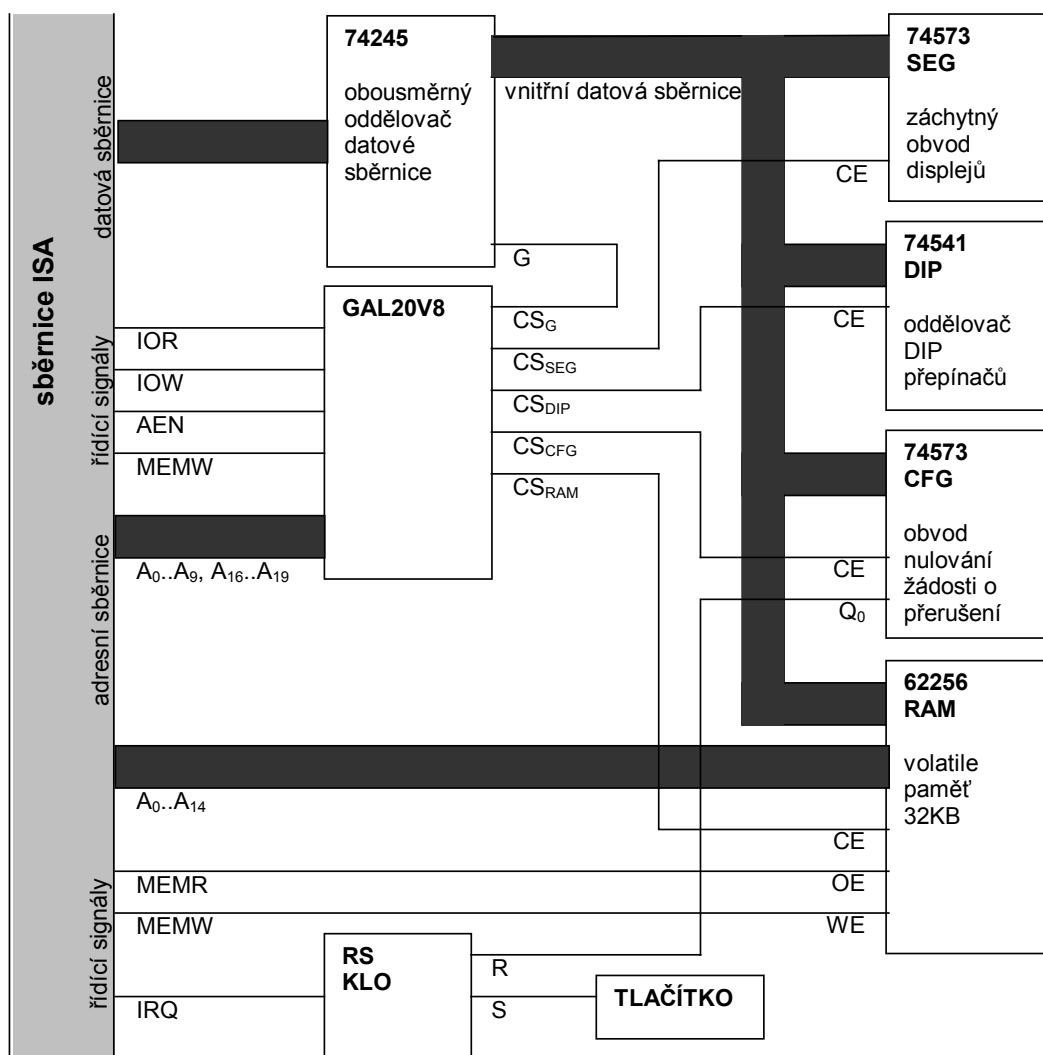 sběrnice ISA
datová sběrnice
řídící signály
adresní sběrnice
řídící signály
74245
obousměrný
oddělovač
datové
sběrnice
G
vnitřní datová sběrnice
GAL20V8
IOR
IOW
AEN
MEMW
A0..A9, A16..A19
CSG
CSSEG
CSDIP
CSCFG
CSRAM
74573
SEG
záchytný
obvod
displejů
CE
74541
DIP
oddělovač
DIP
přepínačů
CE
74573
CFG
obvod
nulování
žádosti o
přerušení
CE
Q0
62256
RAM
volatile
paměť
32KB
A0..A14
CE
MEMR
OE
MEMW
WE
RS
KLO
R
S
IRQ
TLAČÍTKO